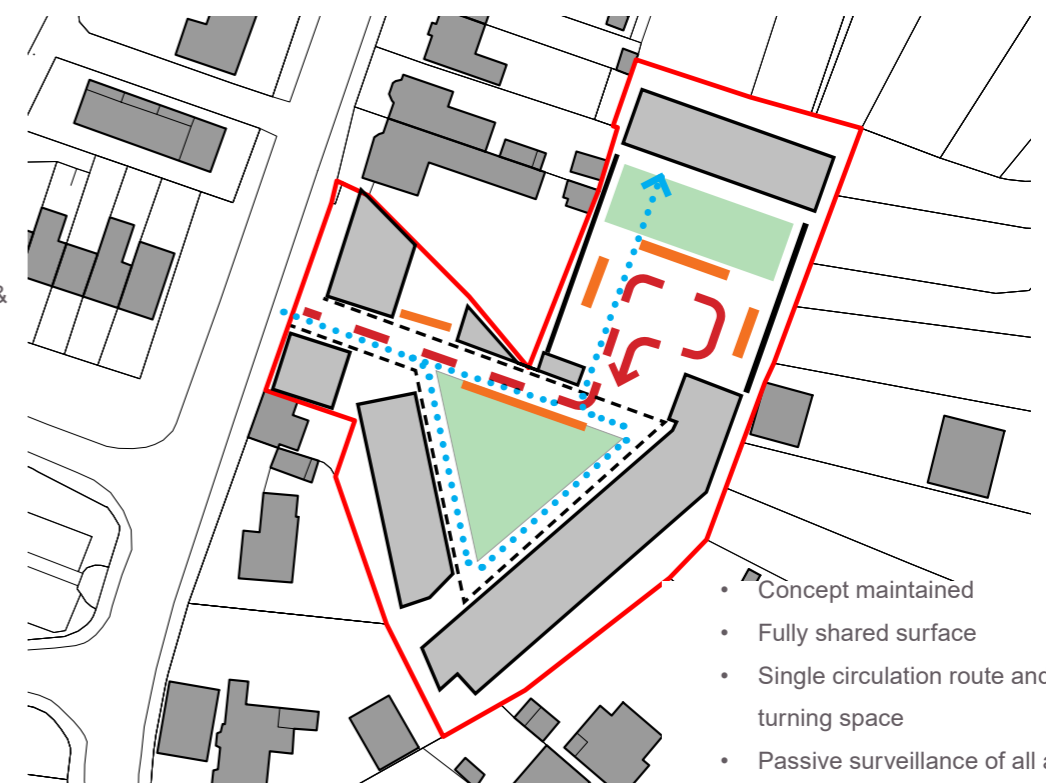 &
• Concept maintained
• Fully shared surface
• Single circulation route and
turning space
• Passive surveillance of all a